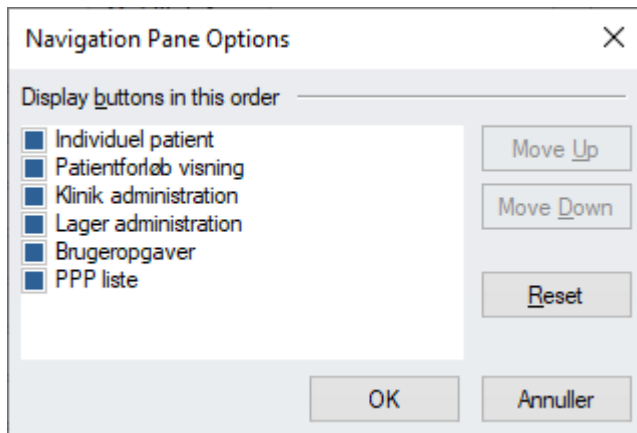 Navigation Pane Options
Display buttons in this order
Individuel patient
Patientforløb visning
Klinik administration
Lager administration
Brugeropgaver
PPP liste
Move Up
Move Down
Reset
OK
Annuller